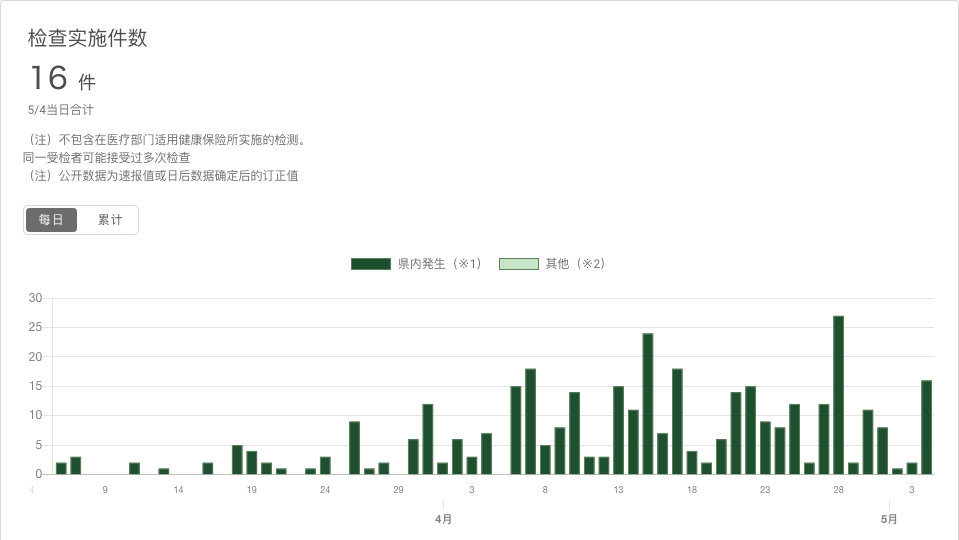 检查实施件数
16 件
5/4当日合计
（注）不包含在医疗部门适用健康保险所实施的检测。
同一受检者可能接受过多次检查
（注）公开数据为速报值或日后数据确定后的订正值
每日 累计
県内発生（※1） 其他（※2）
30
25
20
15
10
5
0
4 9 14 19 24 29 3 8 13 18 23 28 3
4月 5月